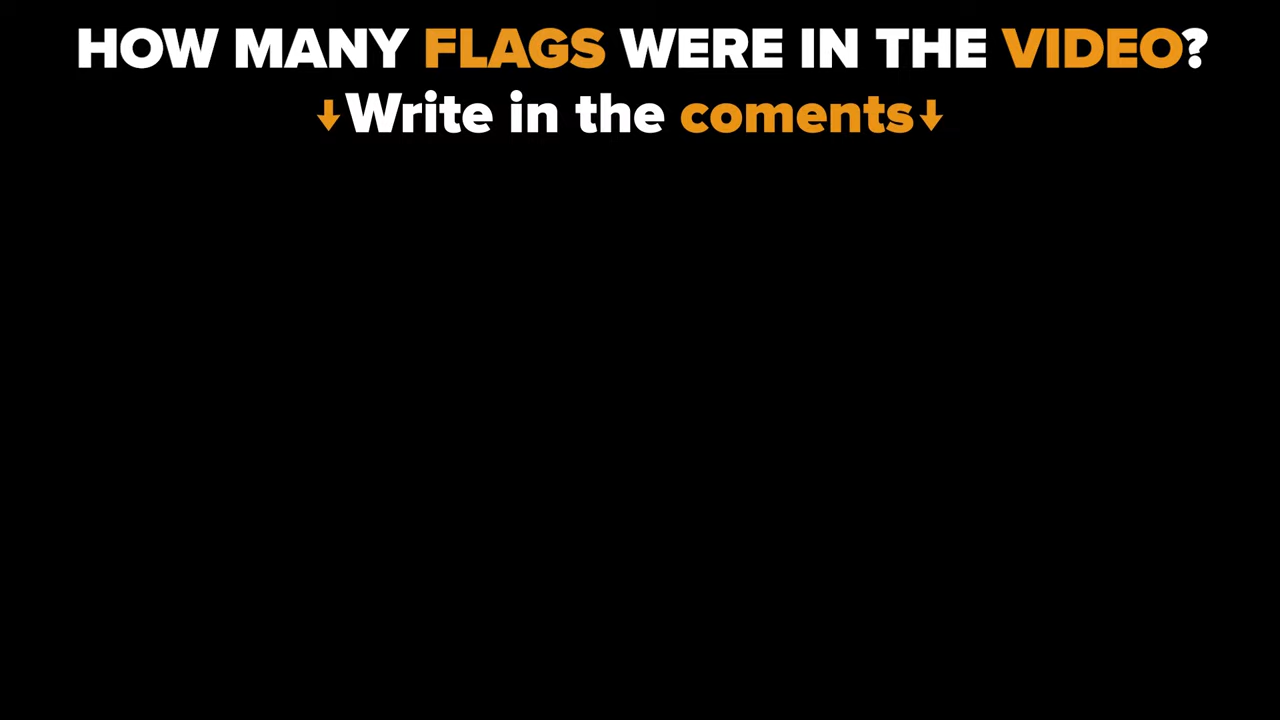 HOW MANY FLAGS WERE IN THE VIDEO?
↓Write in the coments↓